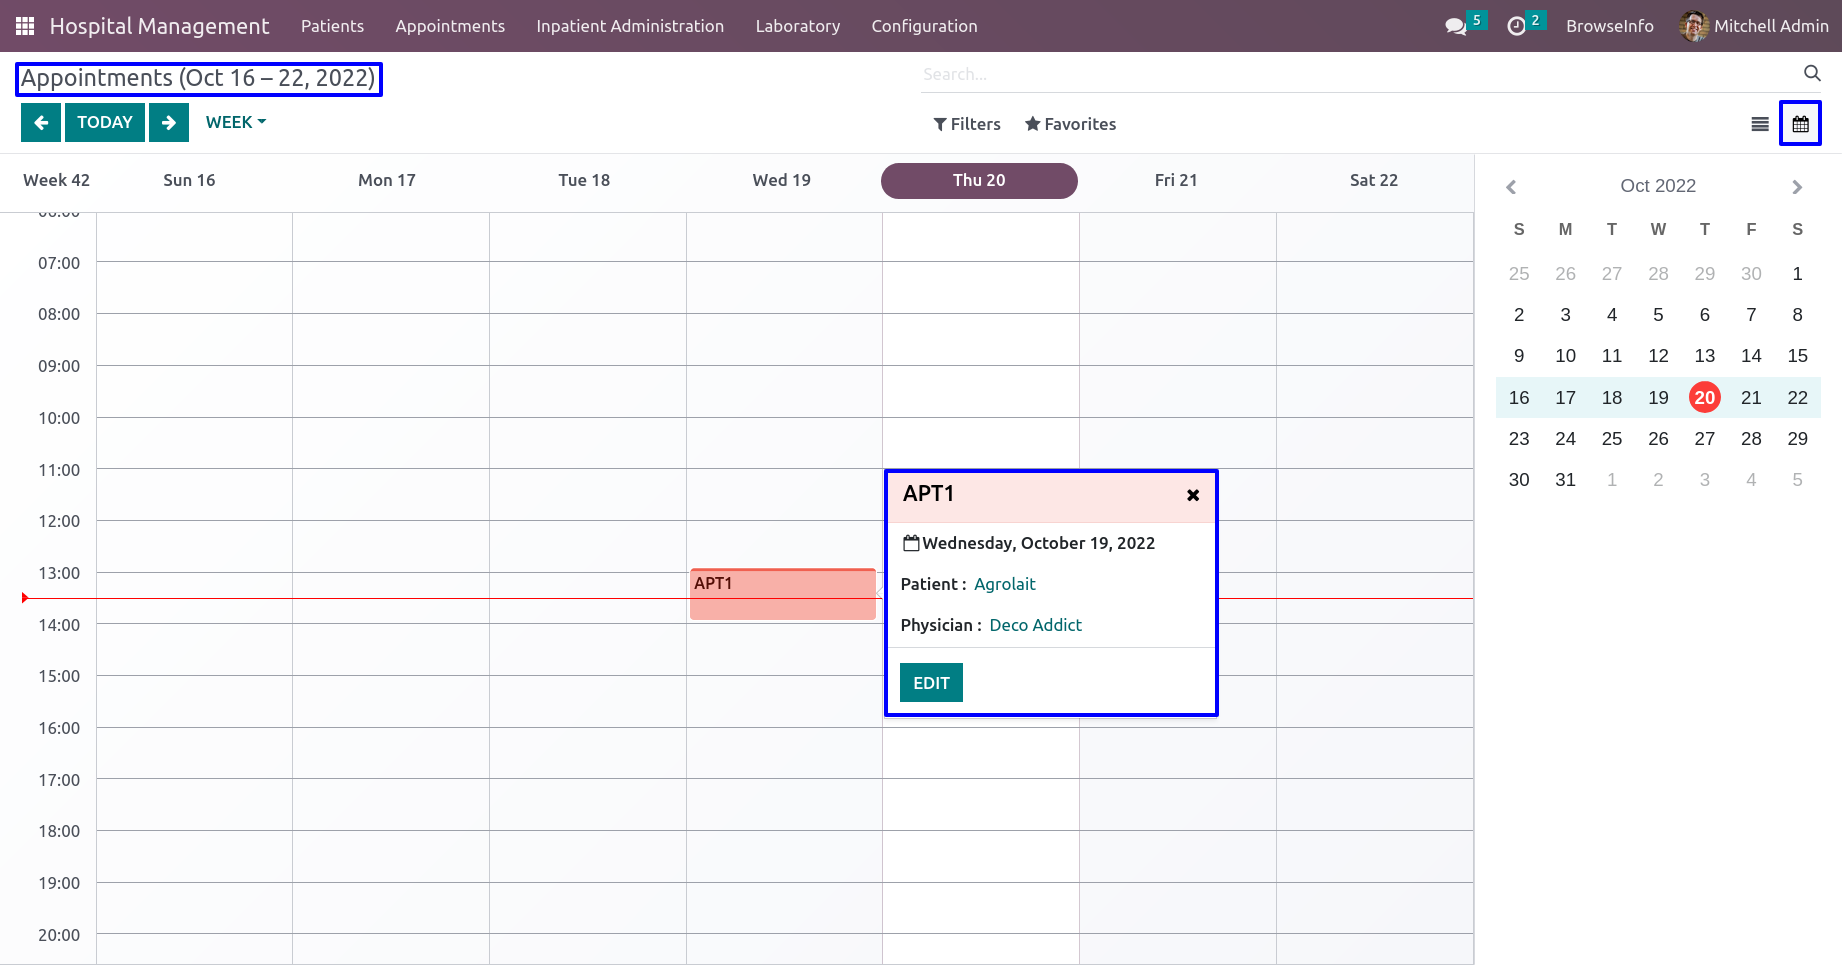 Hospital Management Patients Appointments Inpatient Administration Laboratory Configuration 5 2 BrowseInfo Mitchell Admin
Appointments (Oct 16 – 22, 2022)
Search...
TODAY WEEK Filters Favorites
Week 42 Sun 16 Mon 17 Tue 18 Wed 19 Thu 20 Fri 21 Sat 22
06:00
07:00
08:00
09:00
10:00
11:00
12:00
13:00
14:00
15:00
16:00
17:00
18:00
19:00
20:00
APT1
APT1
Wednesday, October 19, 2022
Patient : Agrolait
Physician : Deco Addict
EDIT
Oct 2022
S M T W T F S
25 26 27 28 29 30 1
2 3 4 5 6 7 8
9 10 11 12 13 14 15
16 17 18 19 20 21 22
23 24 25 26 27 28 29
30 31 1 2 3 4 5